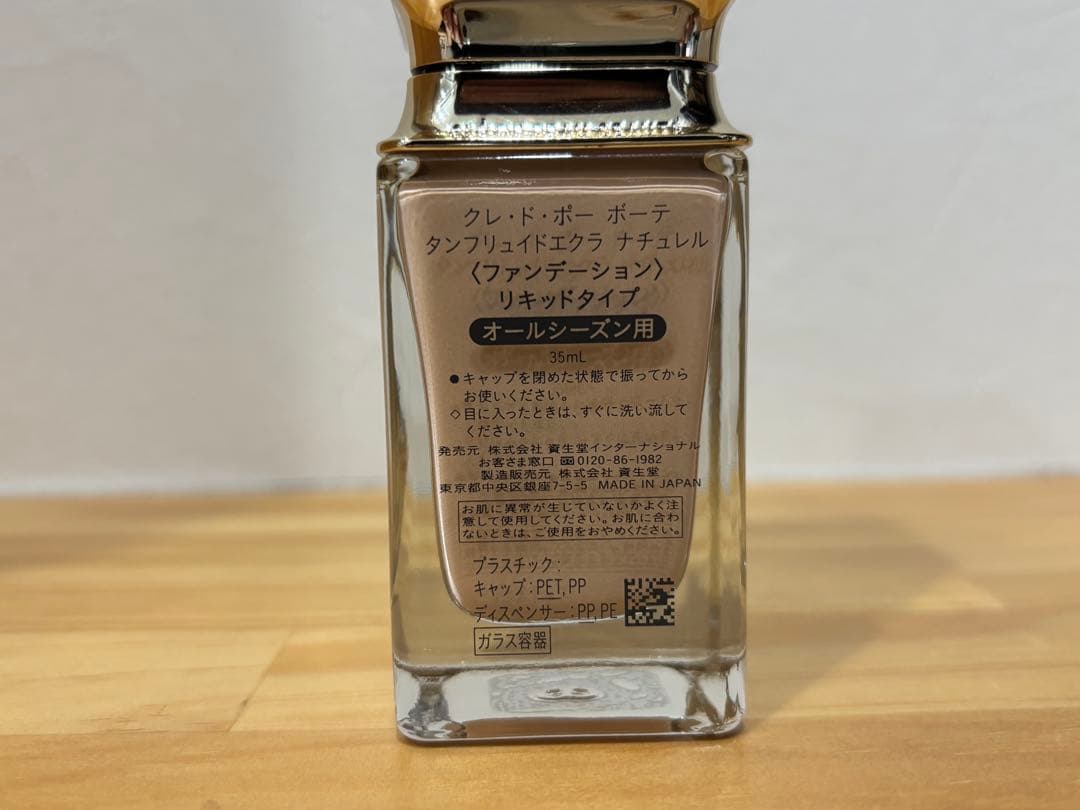 クレ・ド・ポー ボーテ
タンフリュイドエクラ ナチュレル
〈ファンデーション〉
リキッドタイプ
オールシーズン用
35mL
●キャップを閉めた状態で振ってから
お使いください。
◇目に入ったときは、すぐに洗い流して
ください。
発売元 株式会社 資生堂インターナショナル
お客さま窓口 0120-86-1982
製造販売元 株式会社 資生堂
東京都中央区銀座7-5-5 MADE IN JAPAN
お肌に異常が生じていないかよく注
意して使用してください。お肌に合わ
ないときは、ご使用をおやめください。
プラスチック:
キャップ:PET,PP
ディスペンサー:PP,PE
ガラス容器